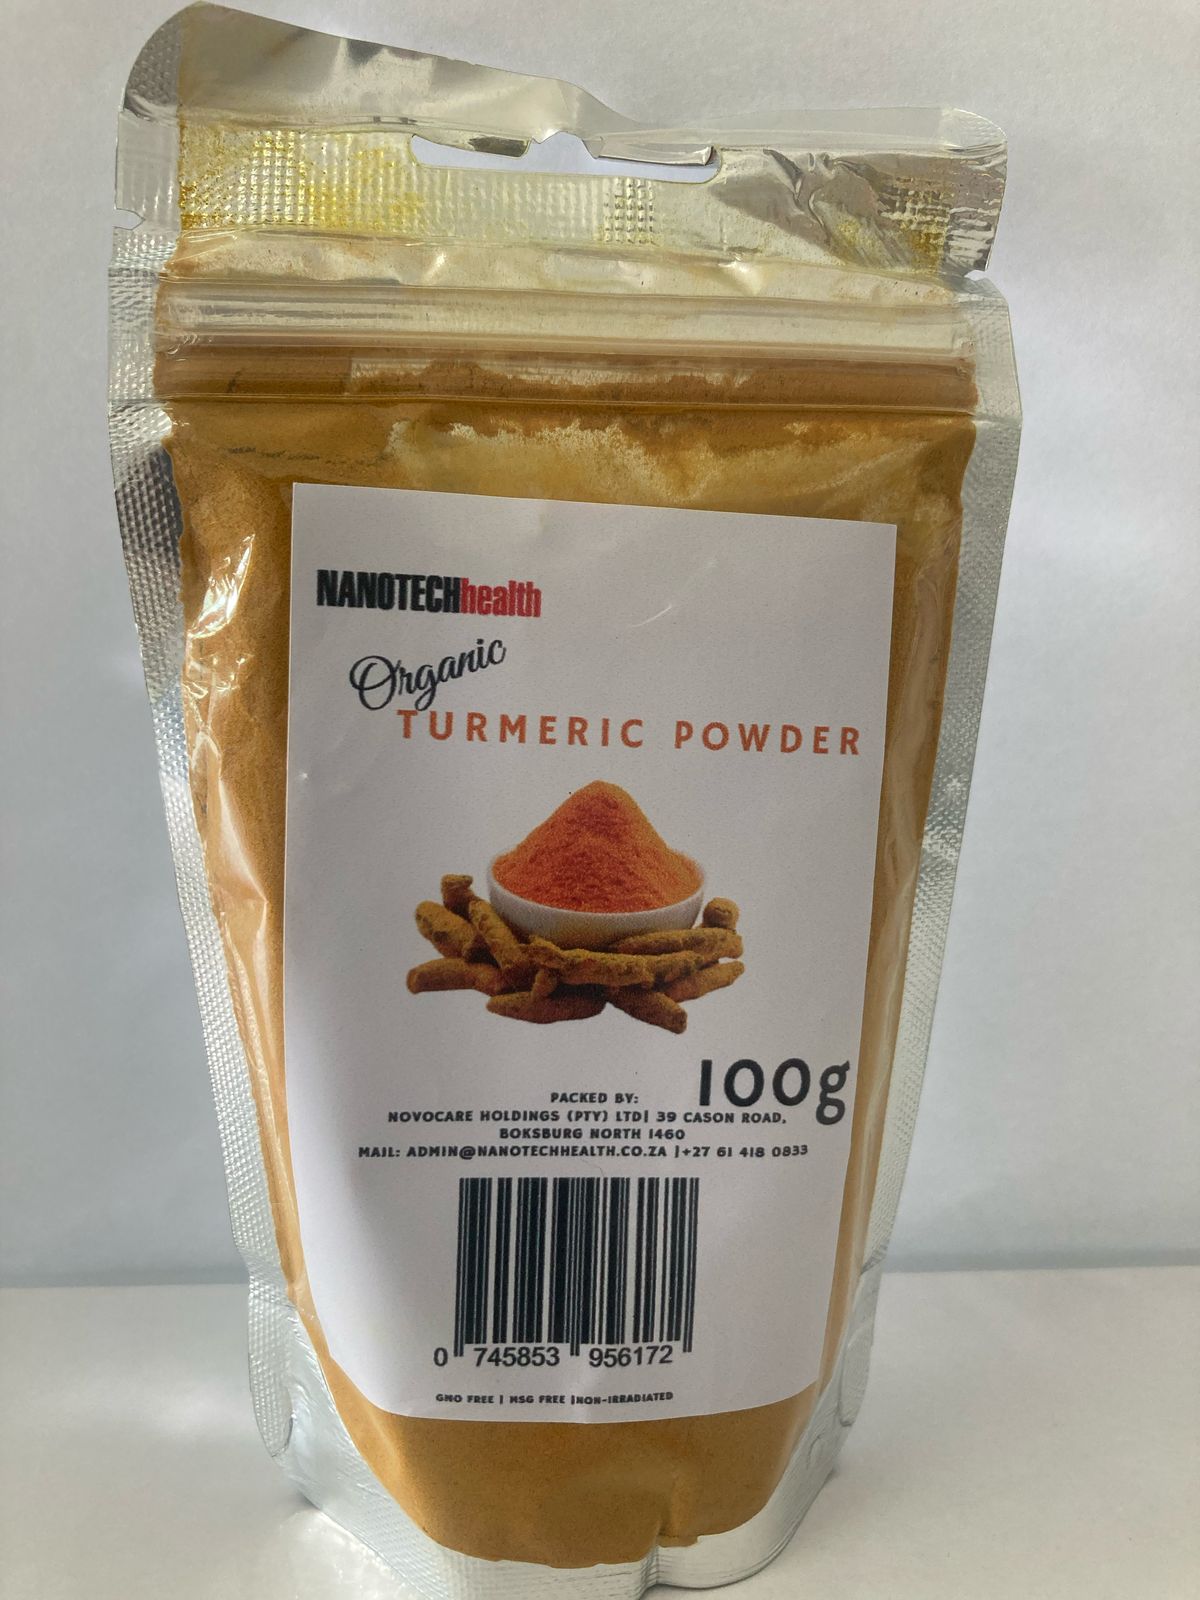 NANOTECHhealth
Organic
TURMERIC POWDER
100g
PACKED BY:
NOVOCARE HOLDINGS (PTY) LTD| 39 CASON ROAD,
BOKSBURG NORTH 1460
MAIL: ADMIN@NANOTECHHEALTH.CO.ZA |+27 61 418 0833
0 745853 956172
GMO FREE | MSG FREE |NON-IRRADIATED